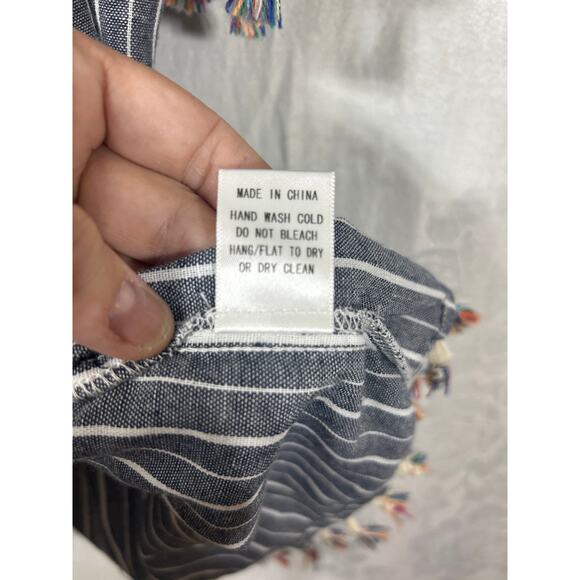 MADE IN CHINA
HAND WASH COLD
DO NOT BLEACH
HANG/FLAT TO DRY
OR DRY CLEAN